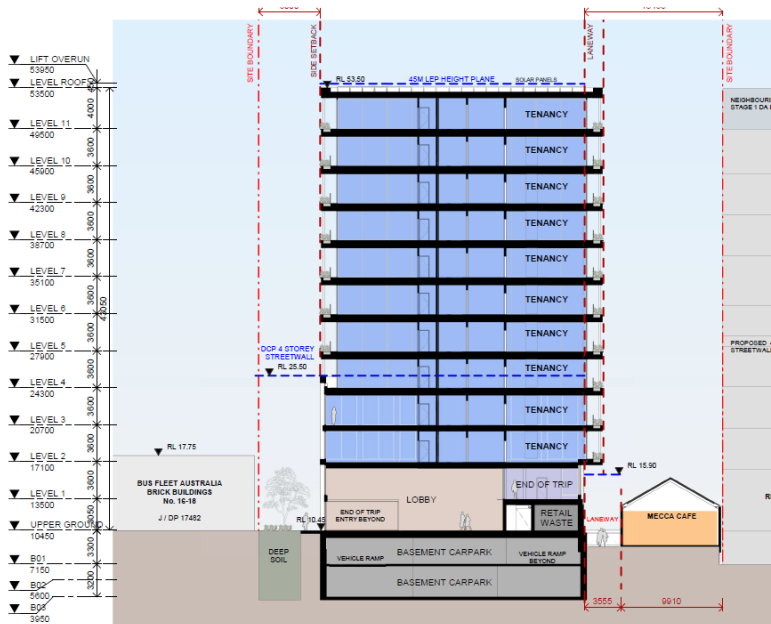 SITE BOUNDARY
SIDE SETBACK
LANEWAY
SITE BOUNDARY
LIFT OVERUN
53950
LEVEL ROOF
53500
4000
LEVEL 11
49500
3600
LEVEL 10
45900
3600
LEVEL 9
42300
3600
LEVEL 8
38700
3600
LEVEL 7
35100
3600
LEVEL 6
31500
3600
43050
LEVEL 5
27900
3600
LEVEL 4
24300
3600
LEVEL 3
20700
3600
LEVEL 2
17100
3600
LEVEL 1
13500
3050
UPPER GROUND
10450
3300
B01
7150
3200
B02
5600
B03
3950
RL 53.50
45M LEP HEIGHT PLANE
SOLAR PANELS
TENANCY
TENANCY
TENANCY
TENANCY
TENANCY
TENANCY
TENANCY
TENANCY
TENANCY
TENANCY
DCP 4 STOREY
STREETWALL
RL 25.50
RL 17.75
BUS FLEET AUSTRALIA
BRICK BUILDINGS
No. 16-18
J / DP 17482
RL 10.45
DEEP
SOIL
LOBBY
END OF TRIP
ENTRY BEYOND
END OF TRIP
RETAIL
WASTE
BASEMENT CARPARK
VEHICLE RAMP
VEHICLE RAMP
BEYOND
BASEMENT CARPARK
RL 15.90
LANEWAY
MECCA CAFE
3555
9910
NEIGHBOURI
STAGE 1 DA
PROPOSED
STREETWALL